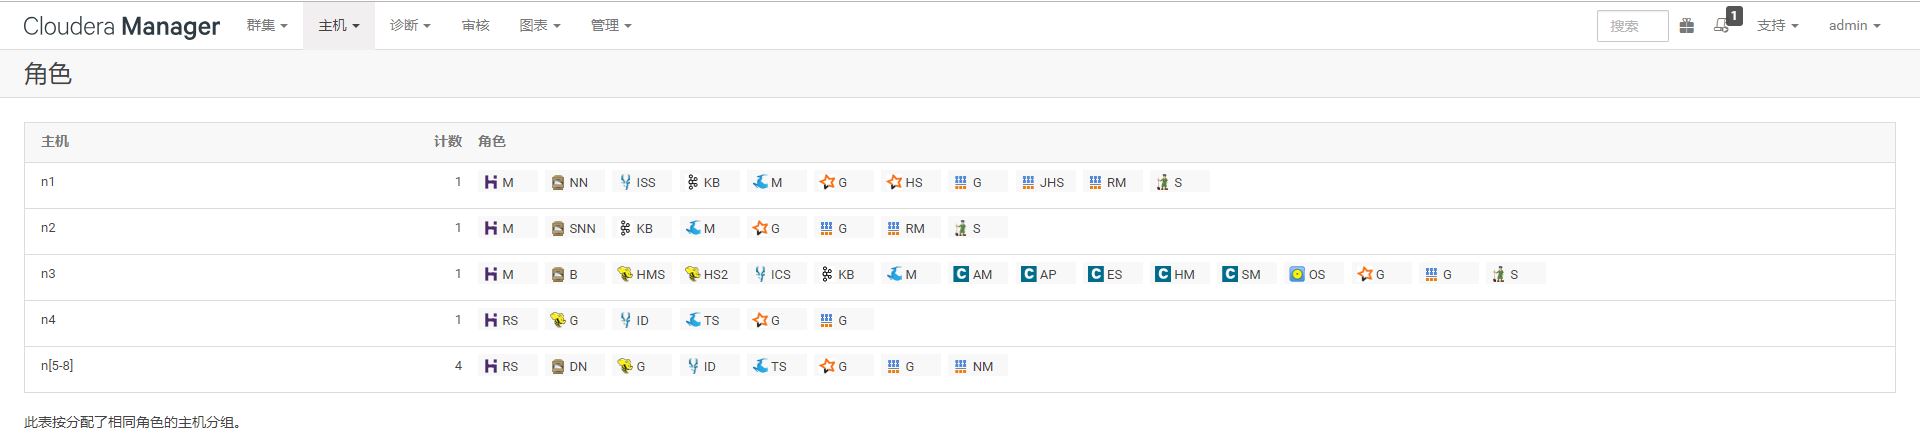 Cloudera Manager 群集 主机 诊断 审核 图表 管理 搜索 1 支持 admin
角色
主机 计数 角色
n1 1 M NN ISS KB M G HS G JHS RM S
n2 1 M SNN KB M G G RM S
n3 1 M B HMS HS2 ICS KB M AM AP ES HM SM OS G G S
n4 1 RS G ID TS G G
n[5-8] 4 RS DN G ID TS G G NM
此表按分配了相同角色的主机分组。